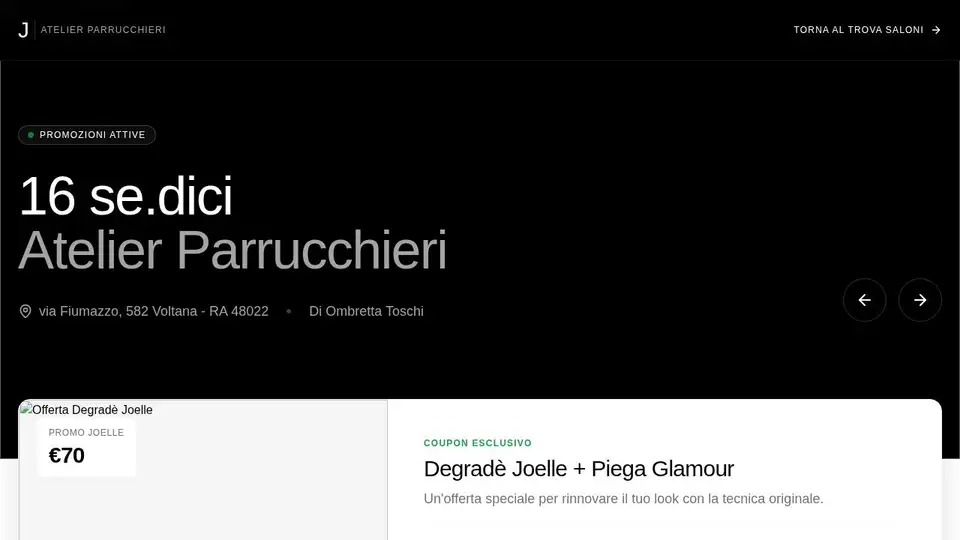 J ATELIER PARRUCCHIERI
TORNA AL TROVA SALONI
PROMOZIONI ATTIVE
16 se.dici
Atelier Parrucchieri
via Fiumazzo, 582 Voltana - RA 48022 • Di Ombretta Toschi
Offerta Degradè Joelle
PROMO JOELLE
€70
COUPON ESCLUSIVO
Degradè Joelle + Piega Glamour
Un'offerta speciale per rinnovare il tuo look con la tecnica originale.